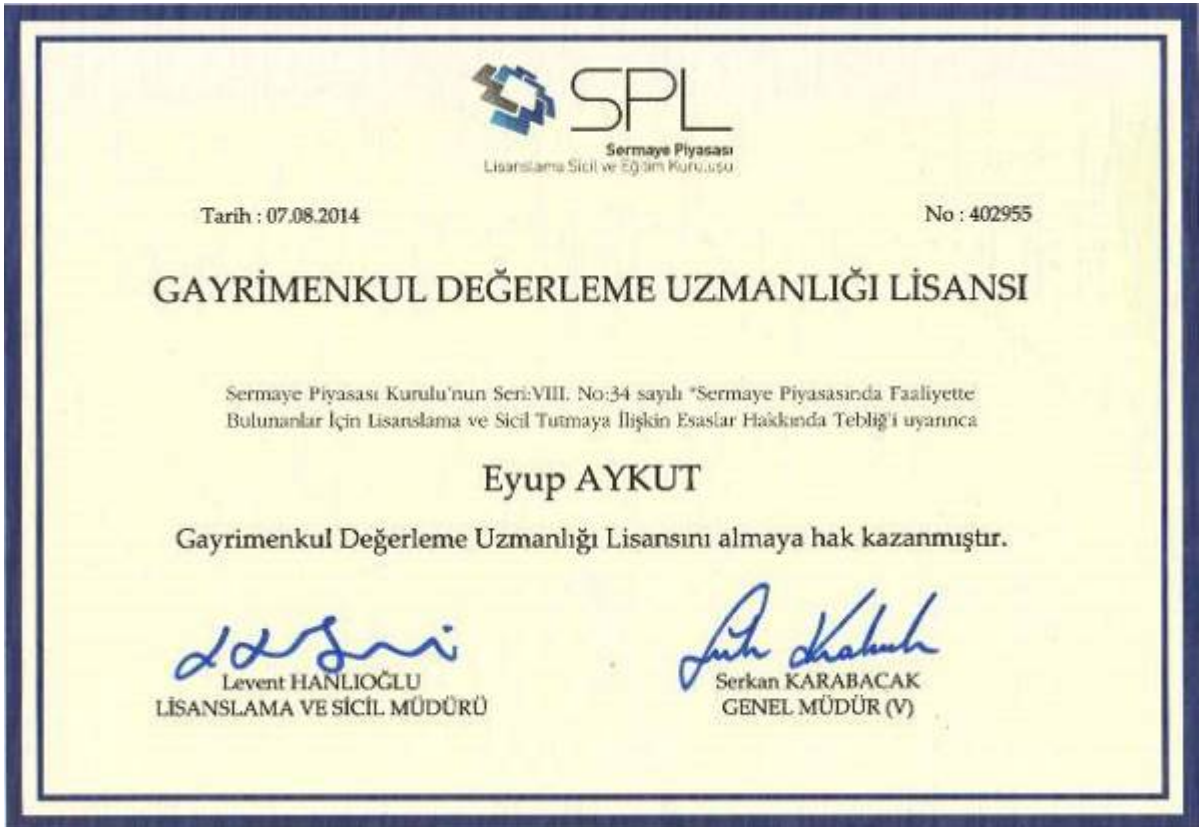 SPL
Sermaye Piyasası
Lisanslama Sicil ve Eğitim Kuruluşu
Tarih : 07.08.2014
No : 402955
GAYRİMENKUL DEĞERLEME UZMANLIĞI LİSANSI
Sermaye Piyasası Kurulu'nun Seri:VIII. No:34 sayılı "Sermaye Piyasasında Faaliyette
Bulunanlar İçin Lisanslama ve Sicil Tutmaya İlişkin Esaslar Hakkında Tebliğ'i uyarınca
Eyup AYKUT
Gayrimenkul Değerleme Uzmanlığı Lisansını almaya hak kazanmıştır.
Levent HANLIOĞLU
LİSANSLAMA VE SİCİL MÜDÜRÜ
Serkan KARABACAK
GENEL MÜDÜR (V)